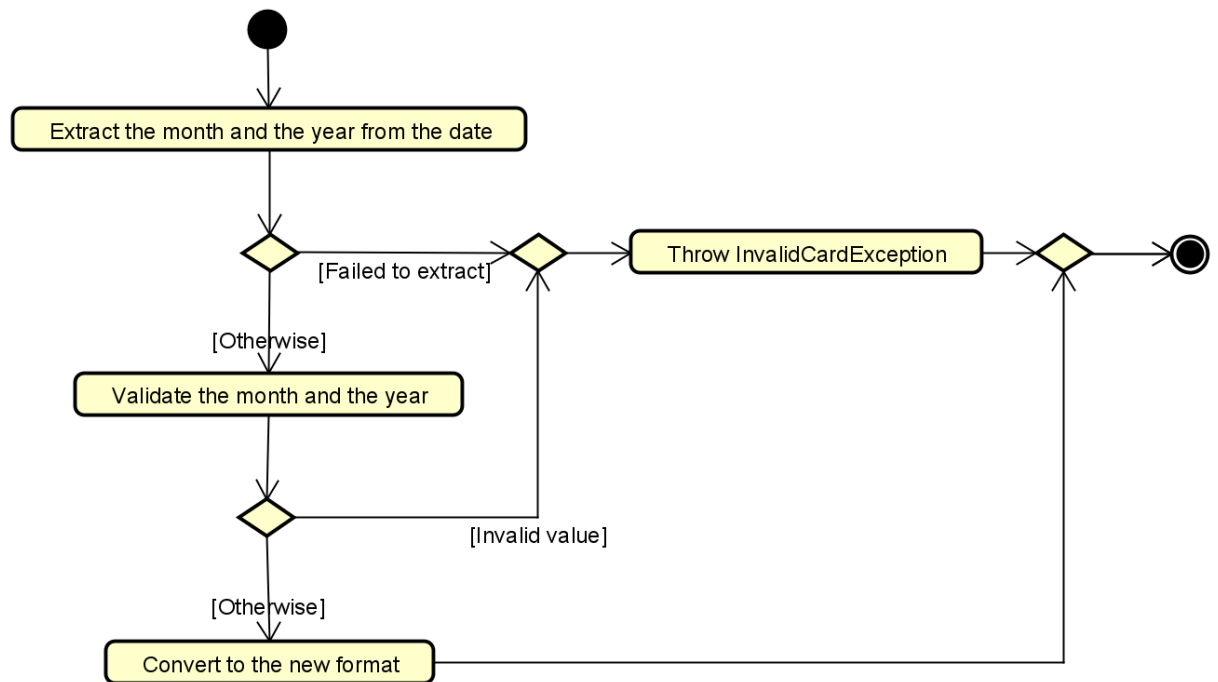 Extract the month and the year from the date
Throw InvalidCardException
[Failed to extract]
[Otherwise]
Validate the month and the year
[Invalid value]
[Otherwise]
Convert to the new format